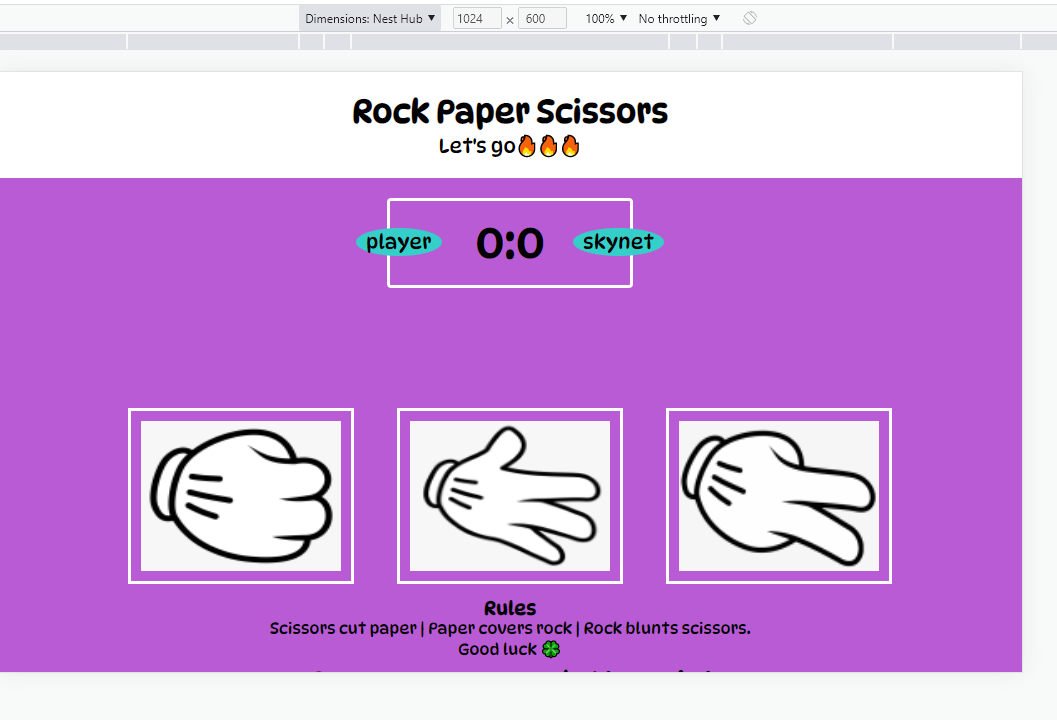 Dimensions: Nest Hub ▼ 1024 × 600 100% ▼ No throttling ▼
Rock Paper Scissors
Let's go🔥🔥🔥
player 0:0 skynet
Rules
Scissors cut paper | Paper covers rock | Rock blunts scissors.
Good luck 🍀